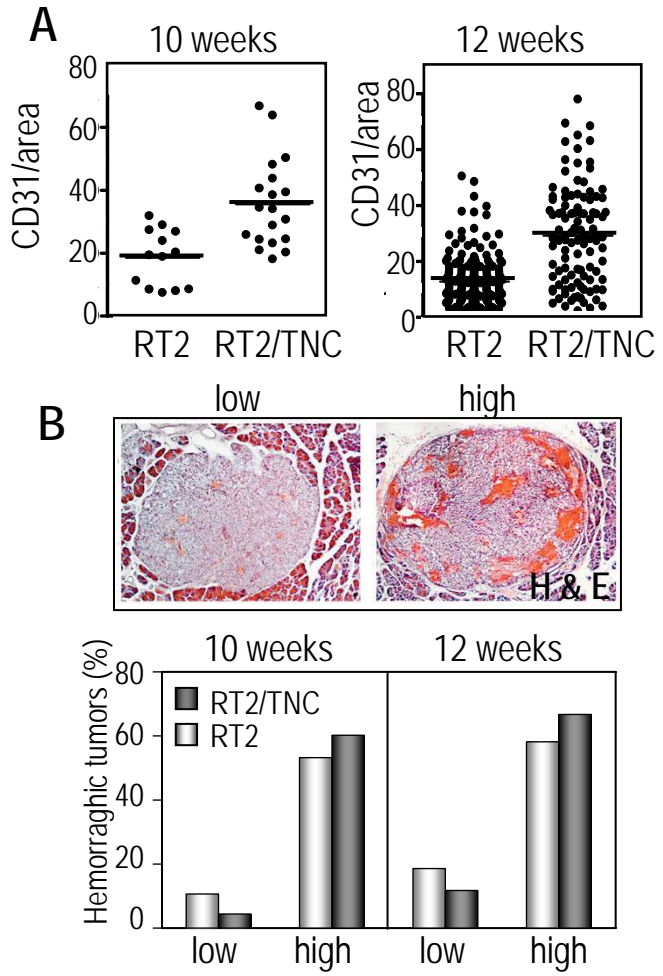 A
10 weeks
12 weeks
CD31/area
80
60
40
20
0
RT2
RT2/TNC
CD31/area
80
60
40
20
0
RT2
RT2/TNC
B
low
high
H & E
Hemorraghic tumors (%)
80
60
40
20
0
10 weeks
12 weeks
RT2/TNC
RT2
low
high
low
high